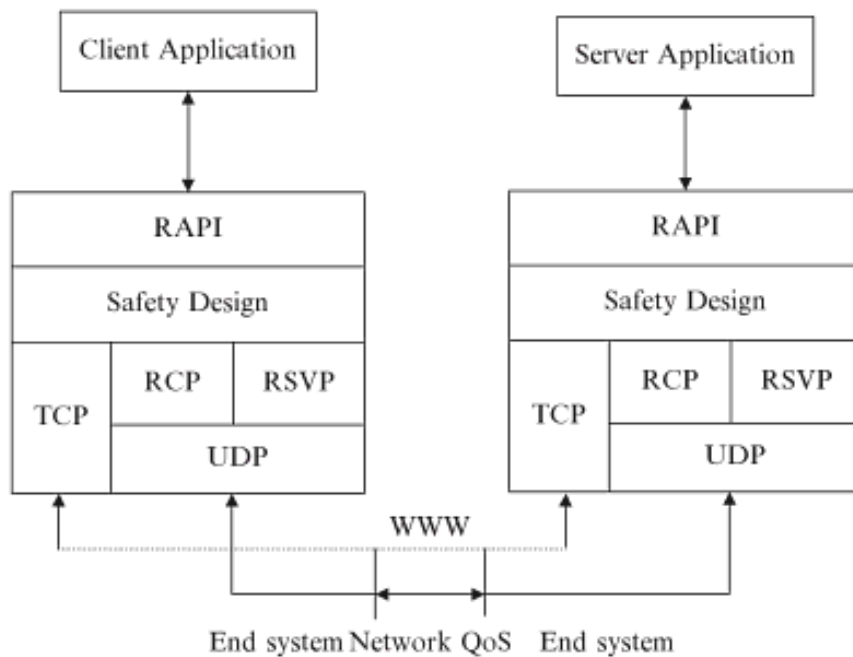 Client Application
Server Application
RAPI
RAPI
Safety Design
Safety Design
TCP
RCP
RSVP
UDP
TCP
RCP
RSVP
UDP
WWW
End system Network QoS End system